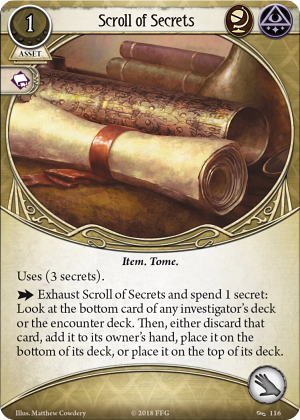 Scroll of Secrets
1
ASSET
Item. Tome.
Uses (3 secrets).
Exhaust Scroll of Secrets and spend 1 secret:
Look at the bottom card of any investigator's deck
or the encounter deck. Then, either discard that
card, add it to its owner's hand, place it on the
bottom of its deck, or place it on the top of its deck.
Illus. Matthew Cowdery
© 2018 FFG
116